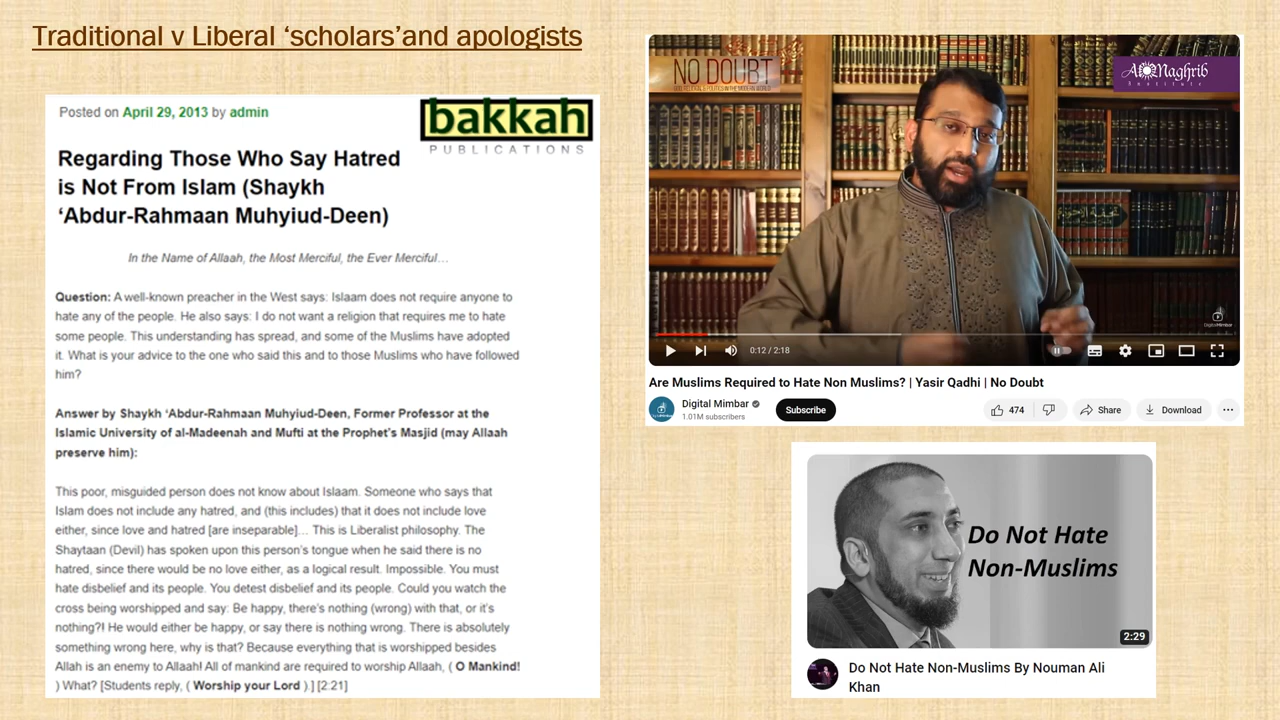 Traditional v Liberal ‘scholars’and apologists
Posted on April 29, 2013 by admin
bakkah
PUBLICATIONS
Regarding Those Who Say Hatred
is Not From Islam (Shaykh
‘Abdur-Rahmaan Muhyiud-Deen)
In the Name of Allaah, the Most Merciful, the Ever Merciful…
Question: A well-known preacher in the West says: Islaam does not require anyone to
hate any of the people. He also says: I do not want a religion that requires me to hate
some people. This understanding has spread, and some of the Muslims have adopted
it. What is your advice to the one who said this and to those Muslims who have followed
him?
Answer by Shaykh ‘Abdur-Rahmaan Muhyiud-Deen, Former Professor at the
Islamic University of al-Madeenah and Mufti at the Prophet’s Masjid (may Allaah
preserve him):
This poor, misguided person does not know about Islaam. Someone who says that
Islam does not include any hatred, and (this includes) that it does not include love
either, since love and hatred [are inseparable]… This is Liberalist philosophy. The
Shaytaan (Devil) has spoken upon this person’s tongue when he said there is no
hatred, since there would be no love either, as a logical result. Impossible. You must
hate disbelief and its people. You detest disbelief and its people. Could you watch the
cross being worshipped and say: Be happy, there’s nothing (wrong) with that, or it’s
nothing?! He would either be happy, or say there is nothing wrong. There is absolutely
something wrong here, why is that? Because everything that is worshipped besides
Allah is an enemy to Allaah! All of mankind are required to worship Allaah, ( O Mankind!
) What? [Students reply, ( Worship your Lord ).] [2:21]
NO DOUBT
GOD, RELIGION & POLITICS IN THE MODERN WORLD
AlMaghrib
Institute
DigitalMimbar
0:12 / 2:18
Are Muslims Required to Hate Non Muslims? | Yasir Qadhi | No Doubt
Digital Mimbar
1.01M subscribers
Subscribe
474
Share
Download
Do Not Hate
Non-Muslims
2:29
Do Not Hate Non-Muslims By Nouman Ali
Khan